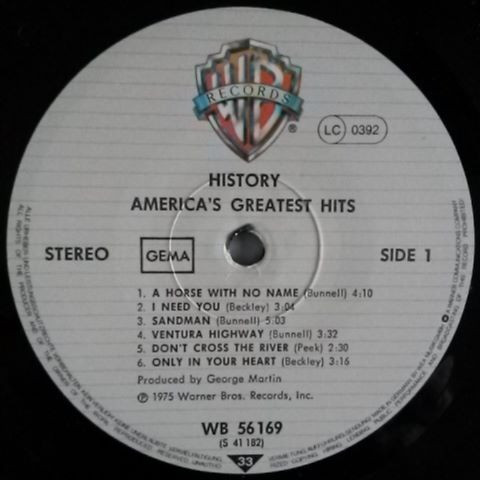 RECORDS
®
LC 0392
HISTORY
AMERICA'S GREATEST HITS
STEREO
GEMA
SIDE 1
1. A HORSE WITH NO NAME (Bunnell) 4:10
2. I NEED YOU (Beckley) 3:04
3. SANDMAN (Bunnell) 5:03
4. VENTURA HIGHWAY (Bunnell) 3:32
5. DON'T CROSS THE RIVER (Peek) 2:30
6. ONLY IN YOUR HEART (Beckley) 3:16
Produced by George Martin
℗ 1975 Warner Bros. Records, Inc.
WB 56 169
(S 41 182)
33